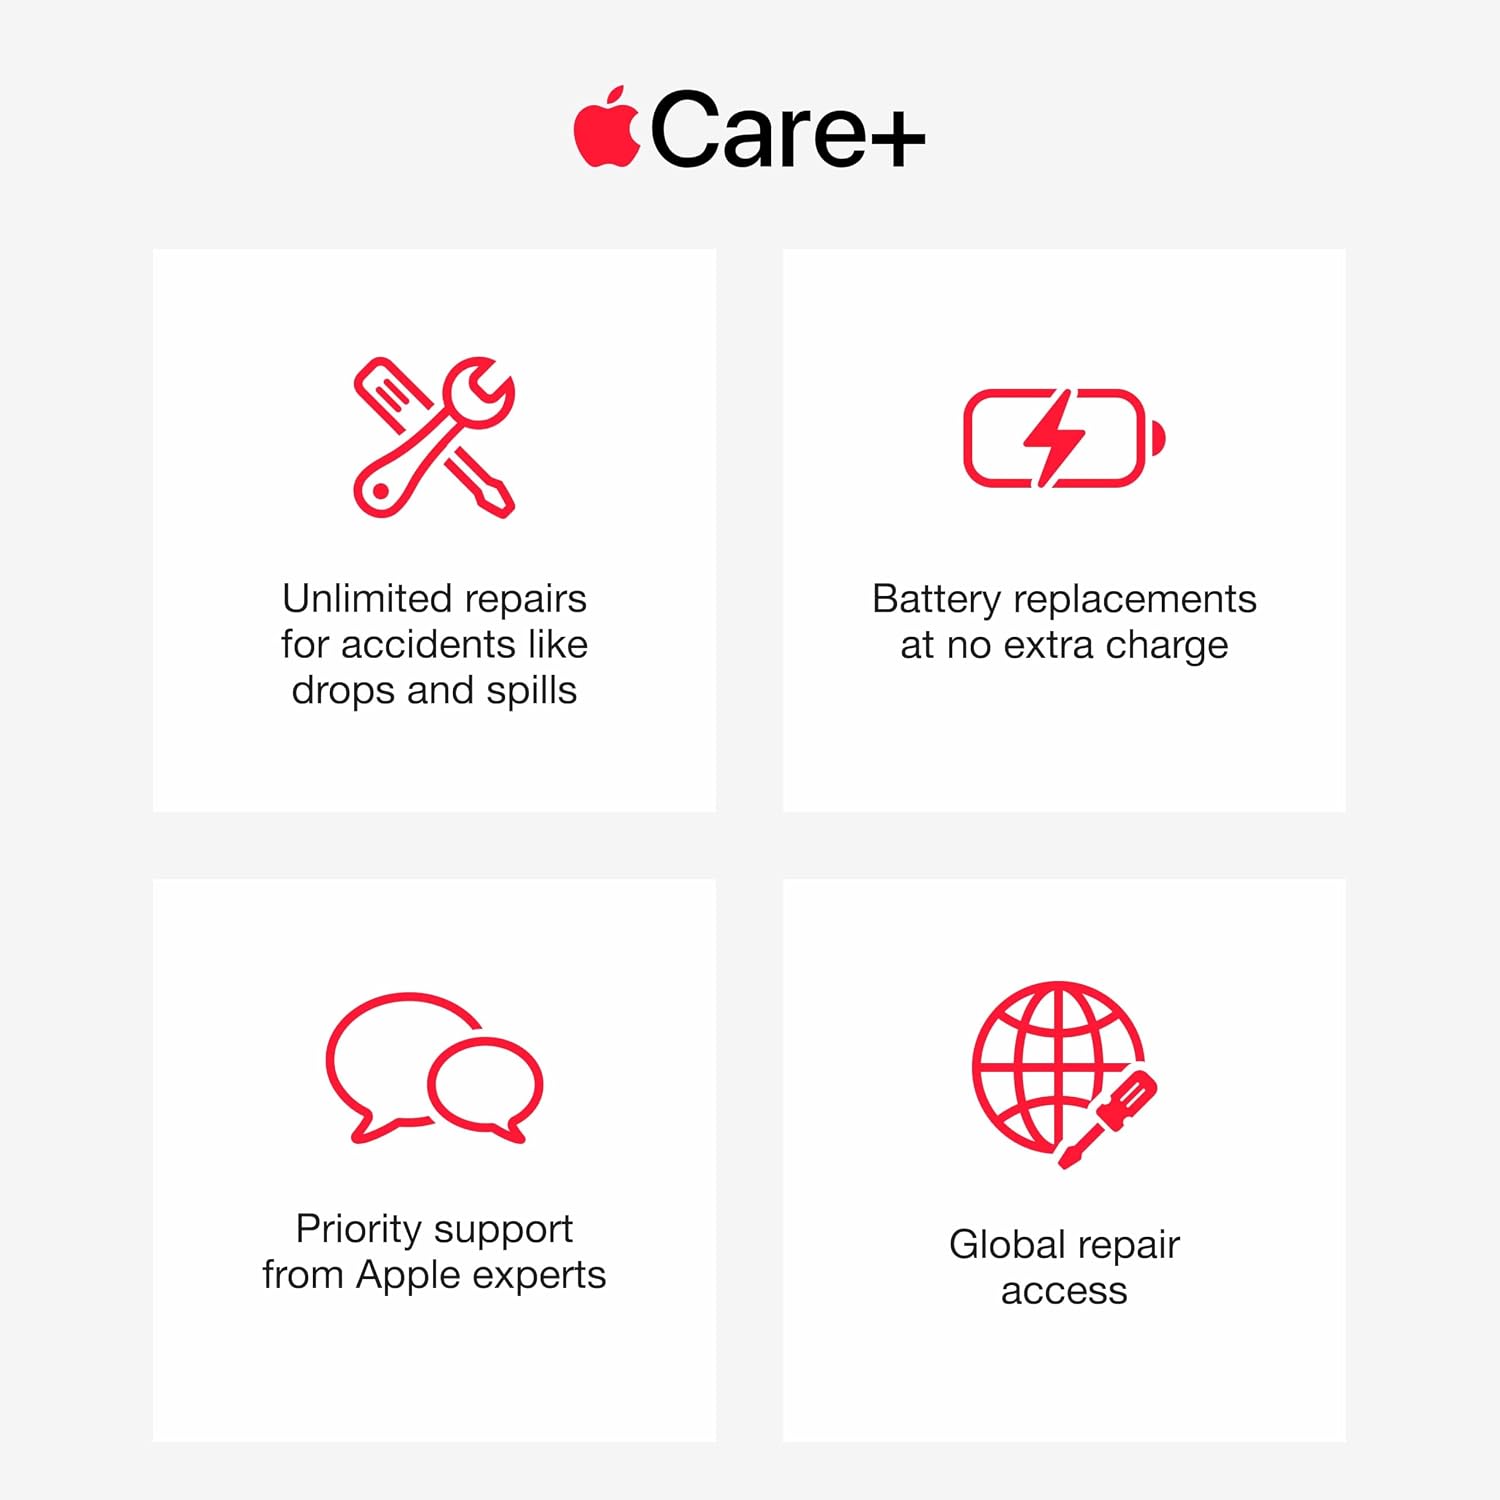 Care+
Unlimited repairs
for accidents like
drops and spills
Battery replacements
at no extra charge
Priority support
from Apple experts
Global repair
access